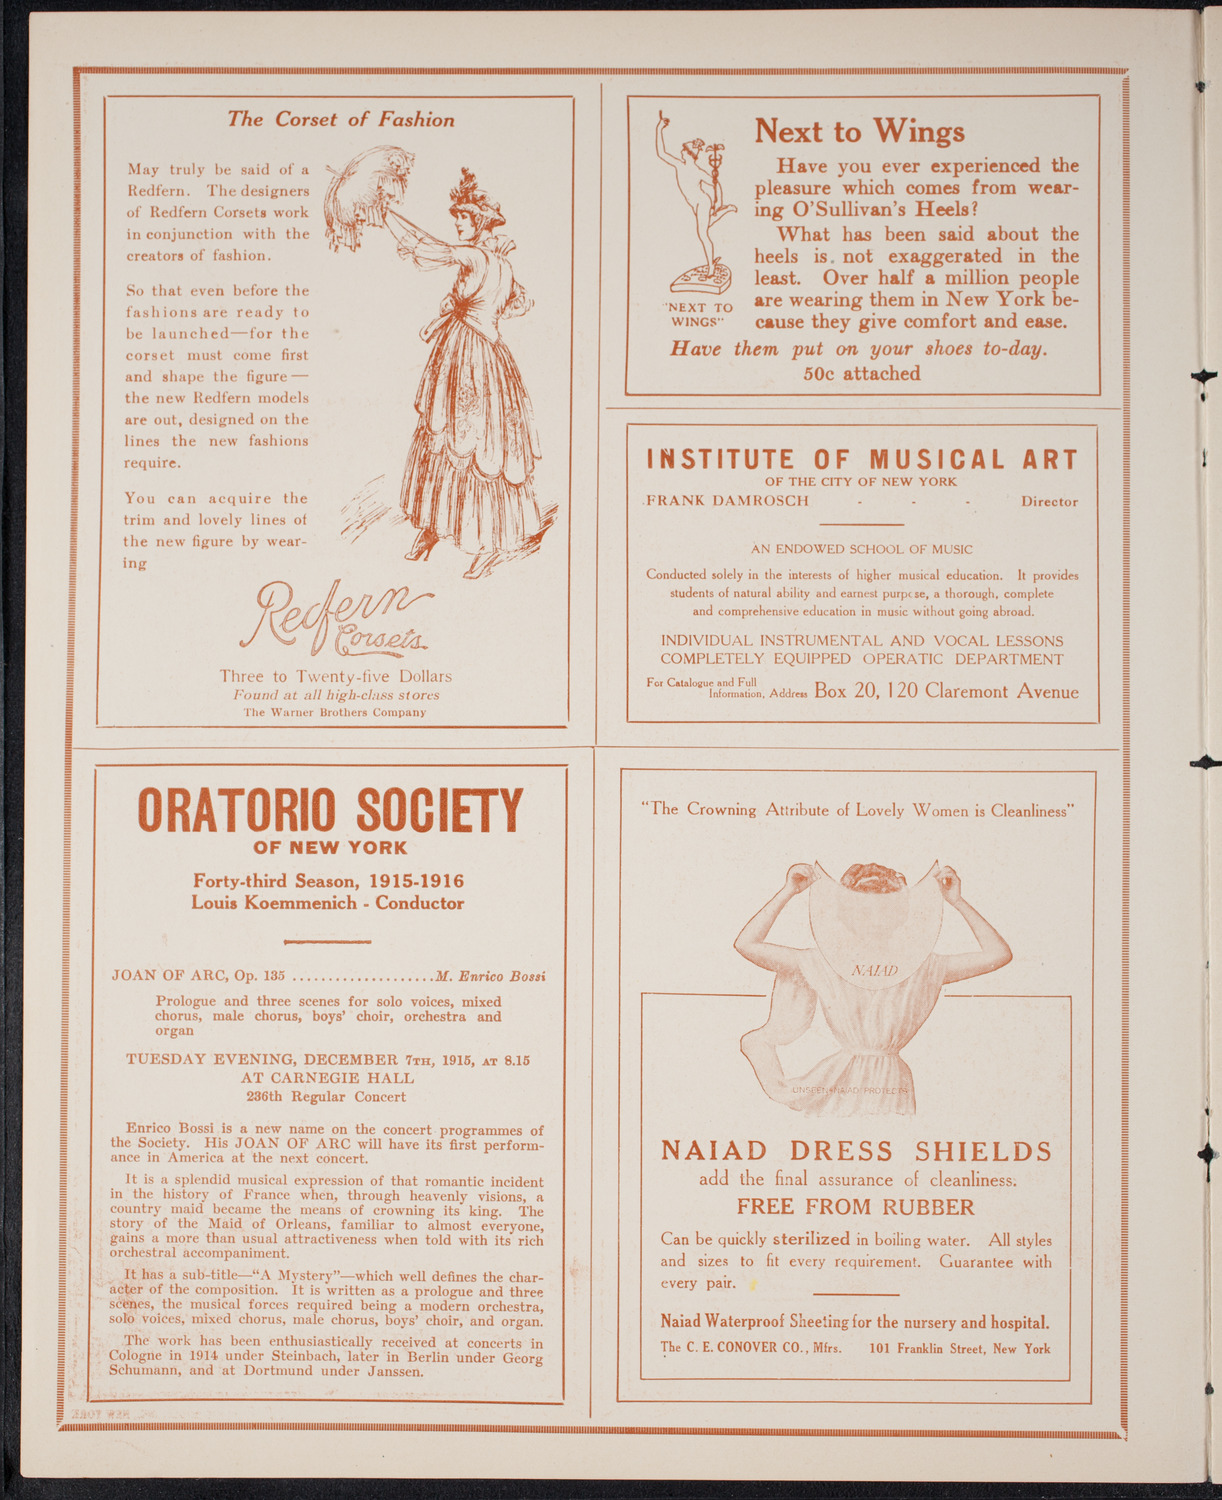 The Corset of Fashion
May truly be said of a
Redfern. The designers
of Redfern Corsets work
in conjunction with the
creators of fashion.
So that even before the
fashions are ready to
be launched—for the
corset must come first
and shape the figure—
the new Redfern models
are out, designed on the
lines the new fashions
require.
You can acquire the
trim and lovely lines of
the new figure by wear-
ing
Redfern
Corsets.
Three to Twenty-five Dollars
Found at all high-class stores
The Warner Brothers Company
Next to Wings
Have you ever experienced the
pleasure which comes from wear-
ing O'Sullivan's Heels?
What has been said about the
heels is not exaggerated in the
least. Over half a million people
are wearing them in New York be-
cause they give comfort and ease.
"NEXT TO
WINGS"
Have them put on your shoes to-day.
50c attached
INSTITUTE OF MUSICAL ART
OF THE CITY OF NEW YORK
FRANK DAMROSCH - - - Director
AN ENDOWED SCHOOL OF MUSIC
Conducted solely in the interests of higher musical education. It provides
students of natural ability and earnest purpose, a thorough, complete
and comprehensive education in music without going abroad.
INDIVIDUAL INSTRUMENTAL AND VOCAL LESSONS
COMPLETELY EQUIPPED OPERATIC DEPARTMENT
For Catalogue and Full
Information, Address Box 20, 120 Claremont Avenue
ORATORIO SOCIETY
OF NEW YORK
Forty-third Season, 1915-1916
Louis Koemmenich - Conductor
JOAN OF ARC, Op. 135 ....................M. Enrico Bossi
Prologue and three scenes for solo voices, mixed
chorus, male chorus, boys' choir, orchestra and
organ
TUESDAY EVENING, DECEMBER 7TH, 1915, AT 8.15
AT CARNEGIE HALL
236th Regular Concert
Enrico Bossi is a new name on the concert programmes of
the Society. His JOAN OF ARC will have its first perform-
ance in America at the next concert.
It is a splendid musical expression of that romantic incident
in the history of France when, through heavenly visions, a
country maid became the means of crowning its king. The
story of the Maid of Orleans, familiar to almost everyone,
gains a more than usual attractiveness when told with its rich
orchestral accompaniment.
It has a sub-title—"A Mystery"—which well defines the char-
acter of the composition. It is written as a prologue and three
scenes, the musical forces required being a modern orchestra,
solo voices, mixed chorus, male chorus, boys' choir, and organ.
The work has been enthusiastically received at concerts in
Cologne in 1914 under Steinbach, later in Berlin under Georg
Schumann, and at Dortmund under Janssen.
"The Crowning Attribute of Lovely Women is Cleanliness"
NAIAD
UNSEEN NAIAD PROTECTS
NAIAD DRESS SHIELDS
add the final assurance of cleanliness.
FREE FROM RUBBER
Can be quickly sterilized in boiling water. All styles
and sizes to fit every requirement. Guarantee with
every pair.
Naiad Waterproof Sheeting for the nursery and hospital.
The C. E. CONOVER CO., Mfrs. 101 Franklin Street, New York